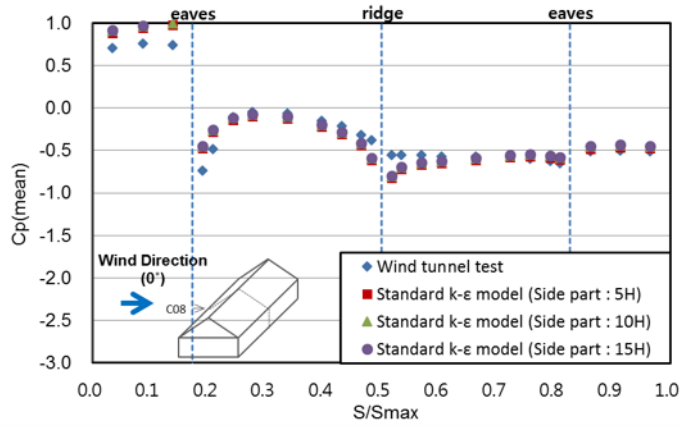 eaves ridge eaves
1.0
0.5
0.0
-0.5
-1.0
-1.5
-2.0
-2.5
-3.0
Cp(mean)
Wind Direction
(0˚)
C08
Wind tunnel test
Standard k-ε model (Side part : 5H)
Standard k-ε model (Side part : 10H)
Standard k-ε model (Side part : 15H)
0.0 0.1 0.2 0.3 0.4 0.5 0.6 0.7 0.8 0.9 1.0
S/Smax